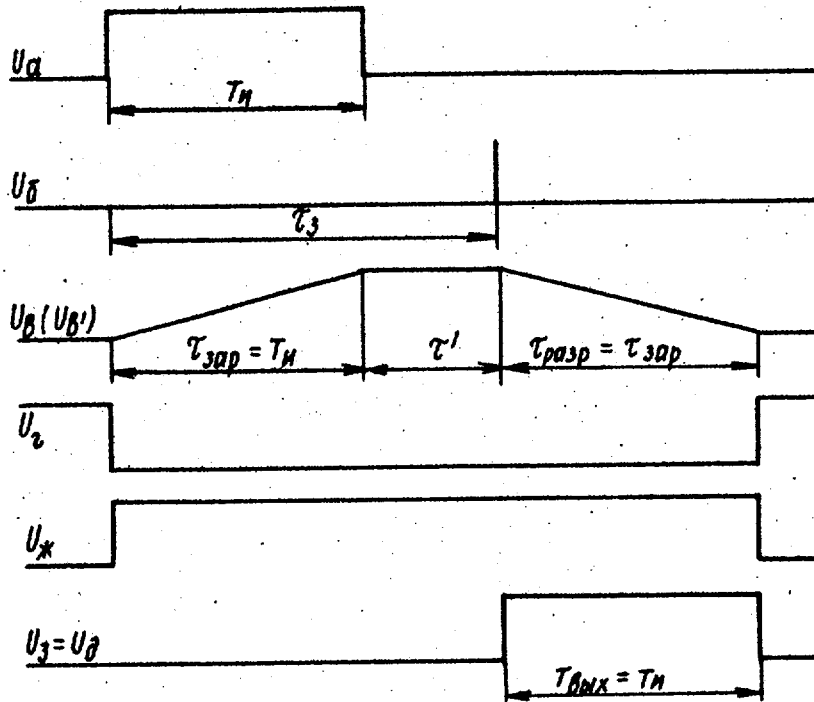 Uа
Tи
Uб
τз
Uв(Uв')
τзар = Tи
τ'
τразр = τзар
Uг
Uж
Uз = Uд
Tвых = Tи